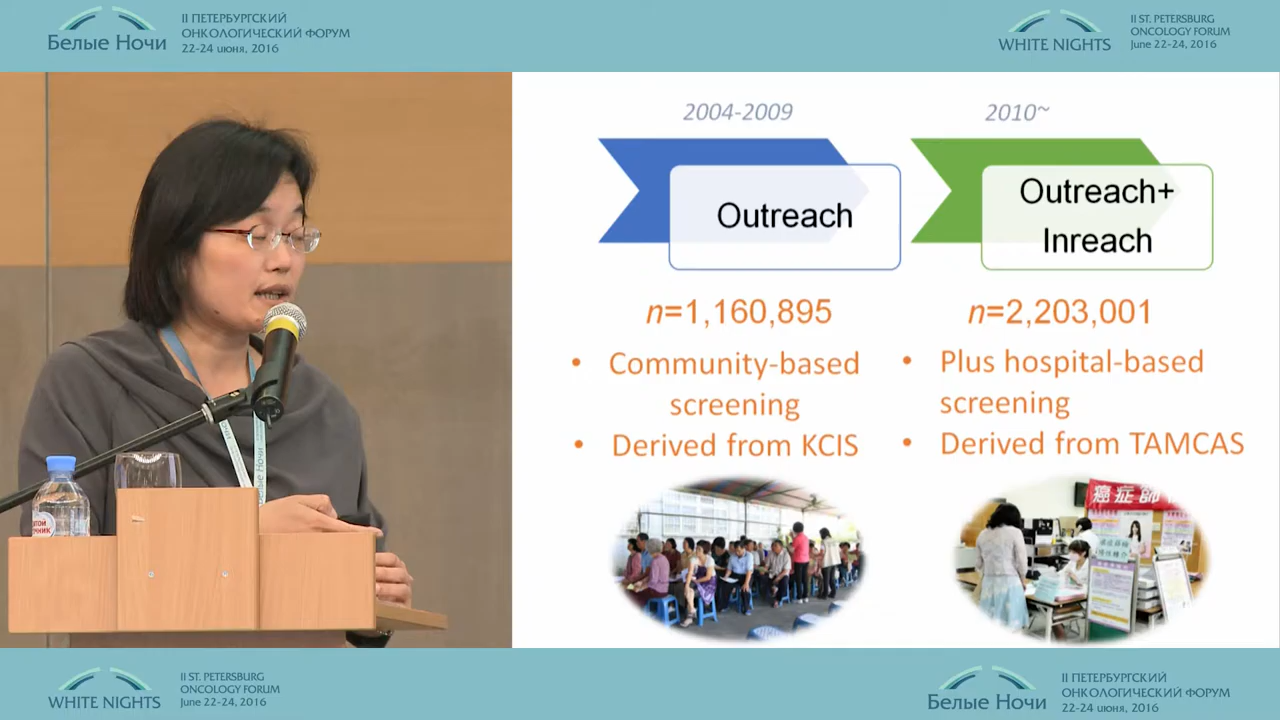 Белые Ночи
II ПЕТЕРБУРГСКИЙ
ОНКОЛОГИЧЕСКИЙ ФОРУМ
22-24 июня, 2016
WHITE NIGHTS
II ST. PETERSBURG
ONCOLOGY FORUM
June 22-24, 2016
2004-2009
Outreach
n=1,160,895
• Community-based
screening
• Derived from KCIS
2010~
Outreach+
Inreach
n=2,203,001
• Plus hospital-based
screening
• Derived from TAMCAS
癌症篩
Белые Ночи
WHITE NIGHTS
II ST. PETERSBURG
ONCOLOGY FORUM
June 22-24, 2016
Белые Ночи
II ПЕТЕРБУРГСКИЙ
ОНКОЛОГИЧЕСКИЙ ФОРУМ
22-24 июня, 2016